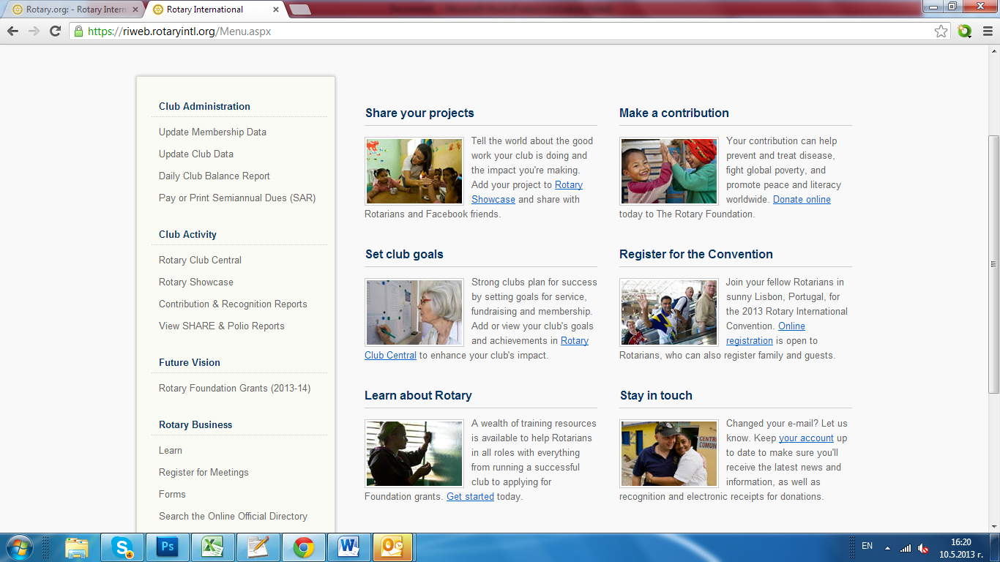 Rotary.org: - Rotary Intern
Rotary International
https://riweb.rotaryintl.org/Menu.aspx
Club Administration
Update Membership Data
Update Club Data
Daily Club Balance Report
Pay or Print Semiannual Dues (SAR)
Club Activity
Rotary Club Central
Rotary Showcase
Contribution & Recognition Reports
View SHARE & Polio Reports
Future Vision
Rotary Foundation Grants (2013-14)
Rotary Business
Learn
Register for Meetings
Forms
Search the Online Official Directory
Share your projects
Tell the world about the good
work your club is doing and
the impact you're making.
Add your project to Rotary
Showcase and share with
Rotarians and Facebook friends.
Make a contribution
Your contribution can help
prevent and treat disease,
fight global poverty, and
promote peace and literacy
worldwide. Donate online
today to The Rotary Foundation.
Set club goals
Strong clubs plan for success
by setting goals for service,
fundraising and membership.
Add or view your club's goals
and achievements in Rotary
Club Central to enhance your club's impact.
Register for the Convention
Join your fellow Rotarians in
sunny Lisbon, Portugal, for
the 2013 Rotary International
Convention. Online
registration is open to
Rotarians, who can also register family and guests.
Learn about Rotary
A wealth of training resources
is available to help Rotarians
in all roles with everything
from running a successful
club to applying for
Foundation grants. Get started today.
Stay in touch
Changed your e-mail? Let us
know. Keep your account up
to date to make sure you'll
receive the latest news and
information, as well as
recognition and electronic receipts for donations.
CENTR
COMUN
4
Ps
EN
16:20
10.5.2013 г.